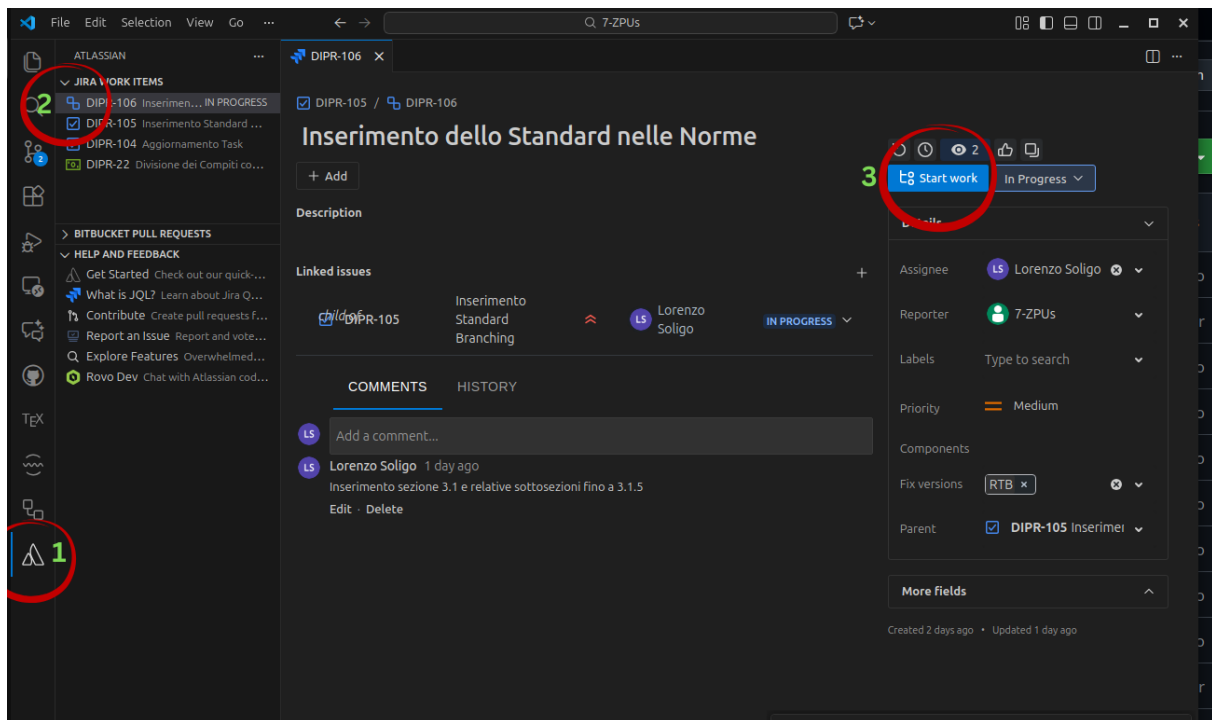 File Edit Selection View Go ···
7-ZPUs
ATLASSIAN ···
JIRA WORK ITEMS
DIPR-106 Inserimen... IN PROGRESS
DIPR-105 Inserimento Standard ...
DIPR-104 Aggiornamento Task
DIPR-22 Divisione dei Compiti co...
BITBUCKET PULL REQUESTS
HELP AND FEEDBACK
Get Started Check out our quick-...
What is JQL? Learn about Jira Q...
Contribute Create pull requests f...
Report an Issue Report and vote...
Explore Features Overwhelmed...
Rovo Dev Chat with Atlassian cod...
2
2
TEX
1
DIPR-106
DIPR-105 / DIPR-106
Inserimento dello Standard nelle Norme
+ Add
Description
Linked issues
child of
DIPR-105
Inserimento
Standard
Branching
LS
Lorenzo
Soligo
IN PROGRESS
COMMENTS HISTORY
LS Add a comment...
LS Lorenzo Soligo 1 day ago
Inserimento sezione 3.1 e relative sottosezioni fino a 3.1.5
Edit · Delete
2
3 Start work In Progress
Details
Assignee LS Lorenzo Soligo
Reporter 7-ZPUs
Labels Type to search
Priority Medium
Components
Fix versions RTB ×
Parent DIPR-105 Inserimer
More fields
Created 2 days ago • Updated 1 day ago